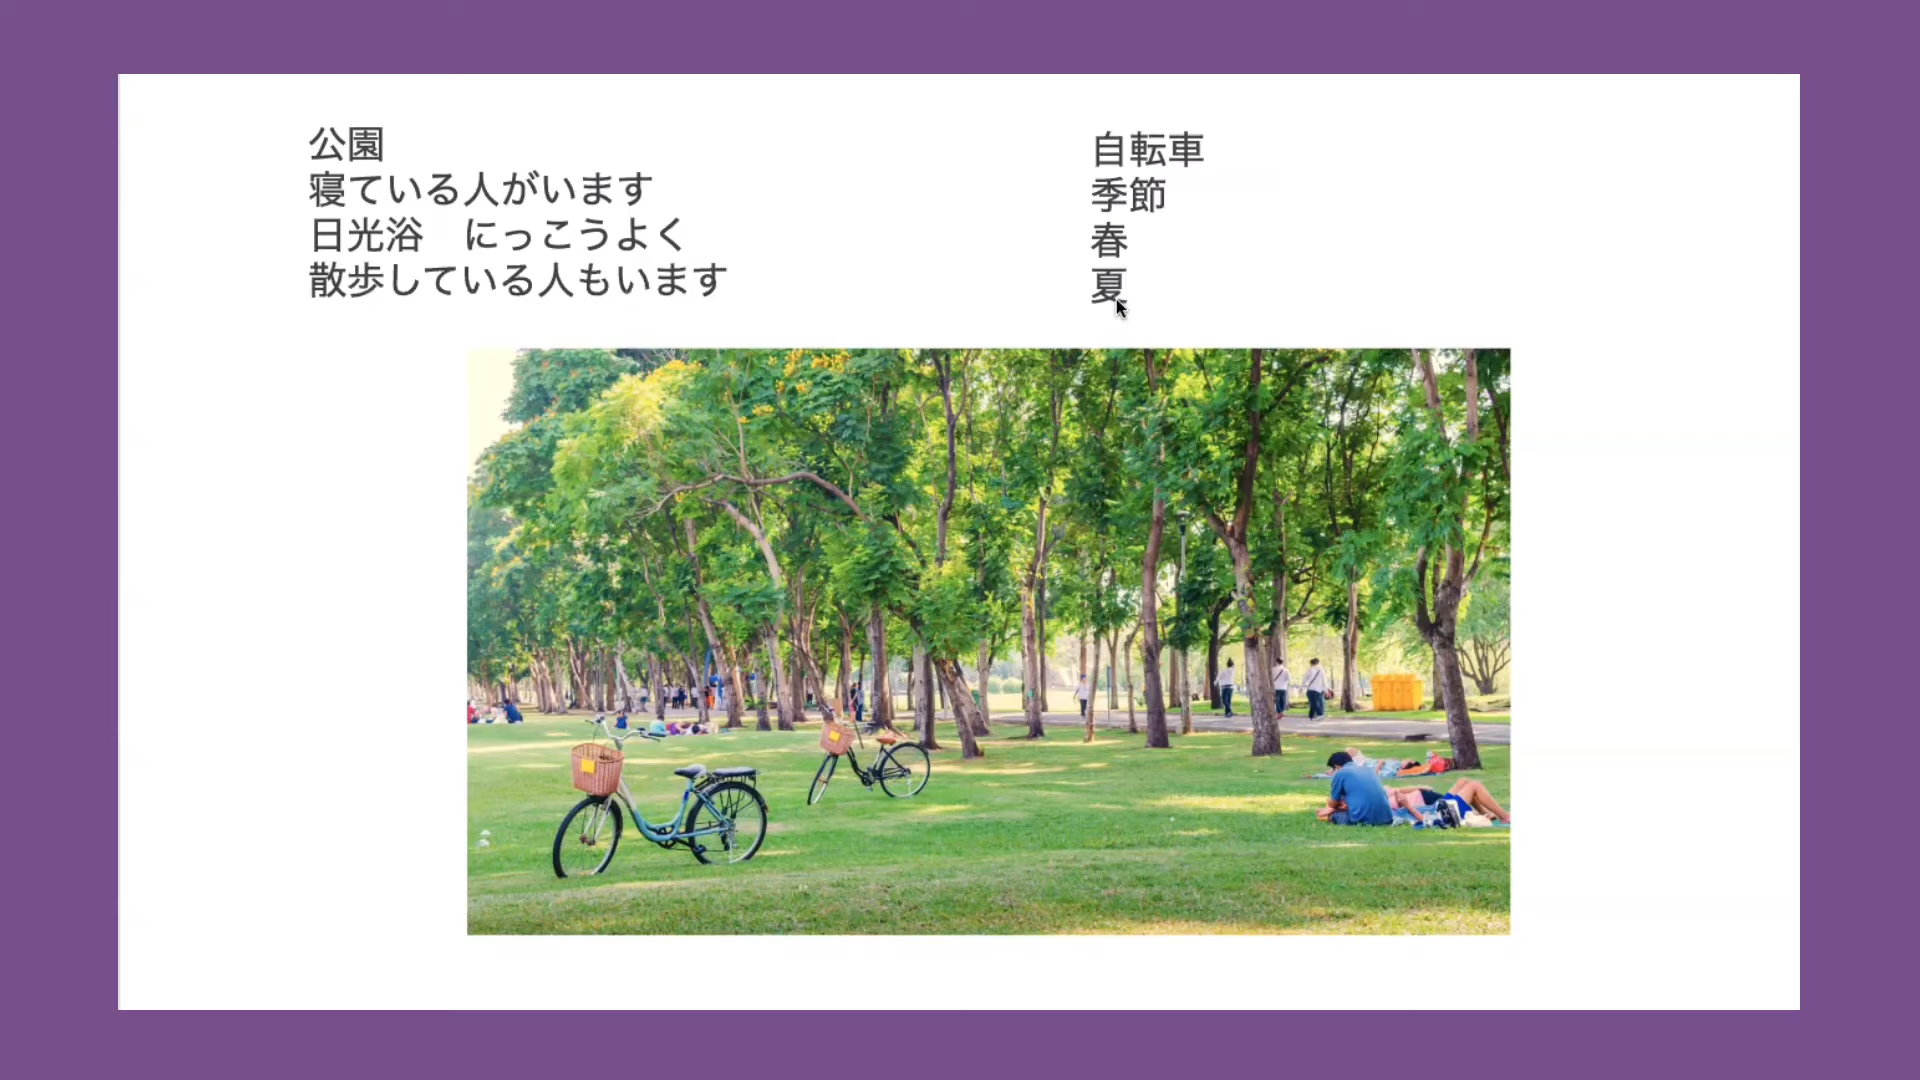 公園
寝ている人がいます
日光浴　にっこうよく
散歩している人もいます
自転車
季節
春
夏